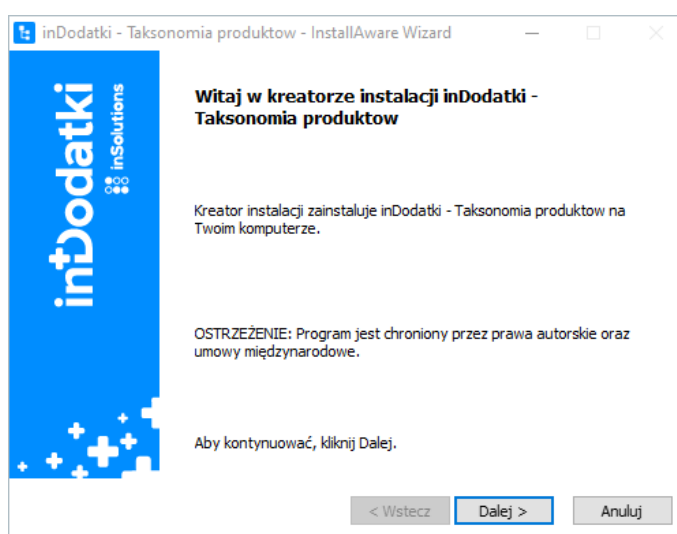 inDodatki - Taksonomia produktow - InstallAware Wizard
inDodatki
inSolutions
Witaj w kreatorze instalacji inDodatki -
Taksonomia produktow
Kreator instalacji zainstaluje inDodatki - Taksonomia produktow na
Twoim komputerze.
OSTRZEŻENIE: Program jest chroniony przez prawa autorskie oraz
umowy międzynarodowe.
Aby kontynuować, kliknij Dalej.
< Wstecz
Dalej >
Anuluj